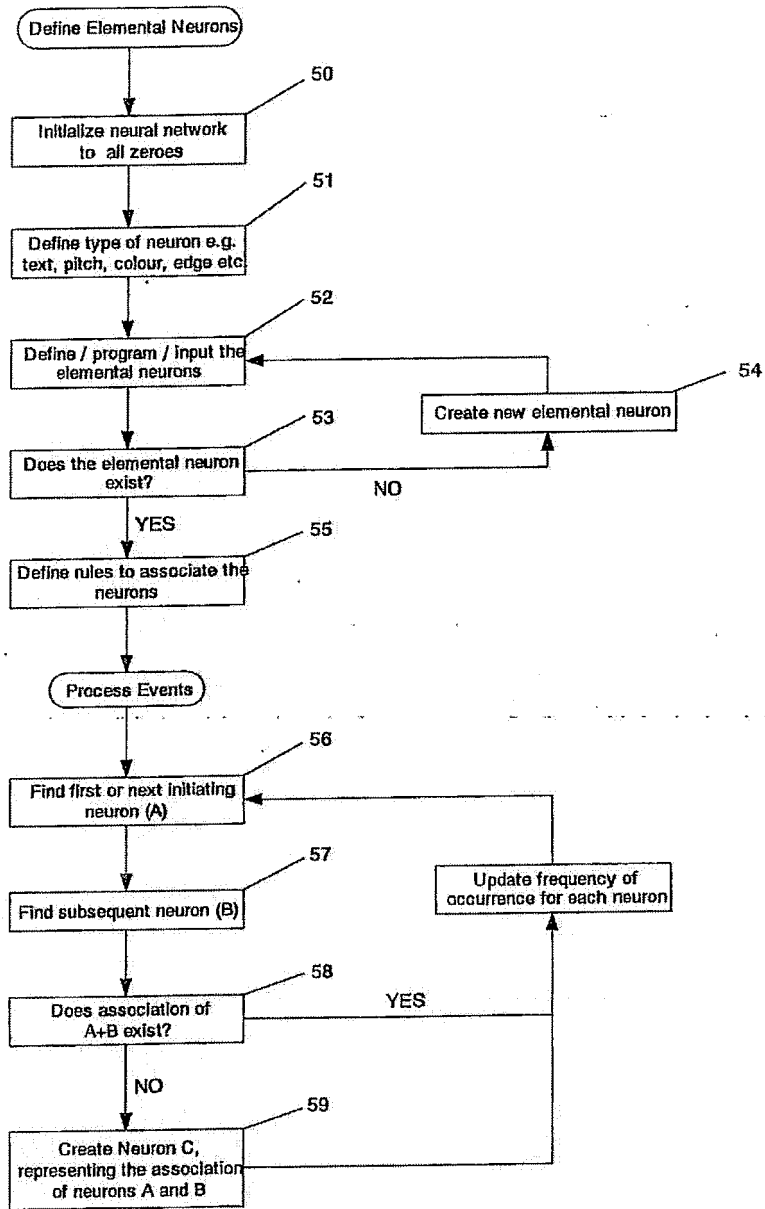 Define Elemental Neurons
50
Initialize neural network
to all zeroes
51
Define type of neuron e.g.
text, pitch, colour, edge etc.
52
Define / program / input the
elemental neurons
54
Create new elemental neuron
53
Does the elemental neuron
exist?
NO
YES
55
Define rules to associate the
neurons
Process Events
56
Find first or next initiating
neuron (A)
57
Update frequency of
occurrence for each neuron
Find subsequent neuron (B)
58
Does association of
A+B exist?
YES
NO
59
Create Neuron C,
representing the association
of neurons A and B